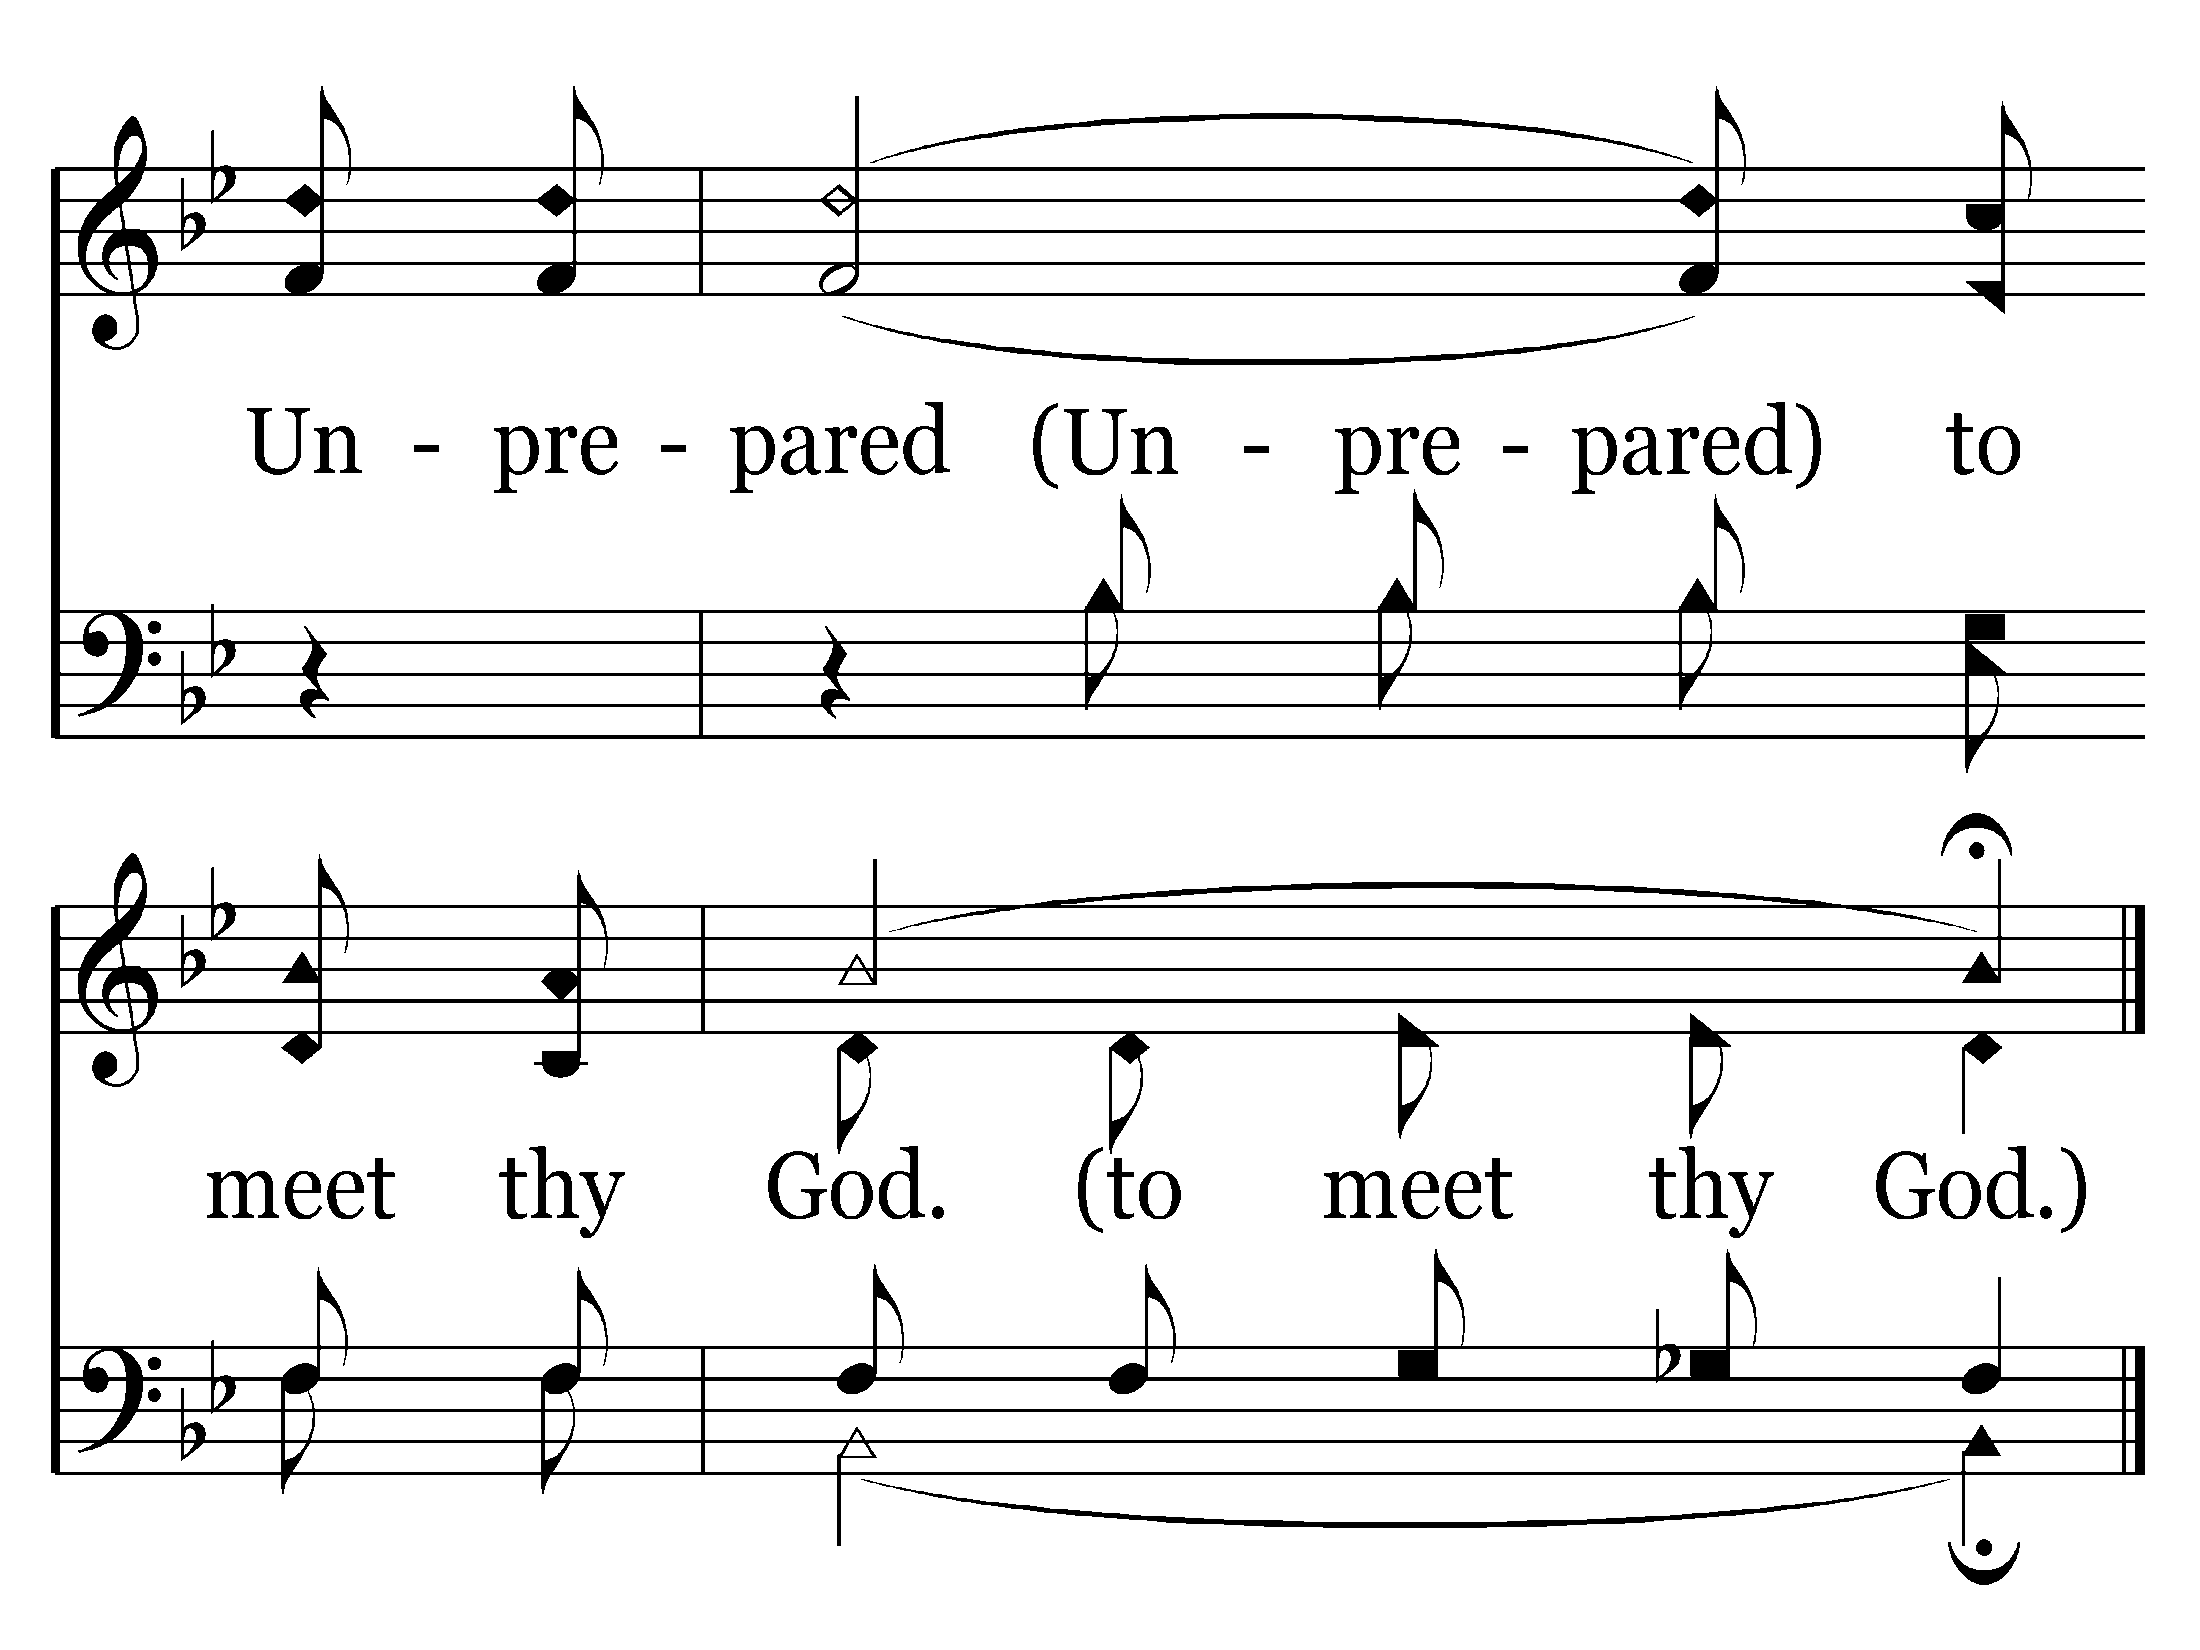 Un - pre - pared (Un - pre - pared) to
meet thy God. (to meet thy God.)